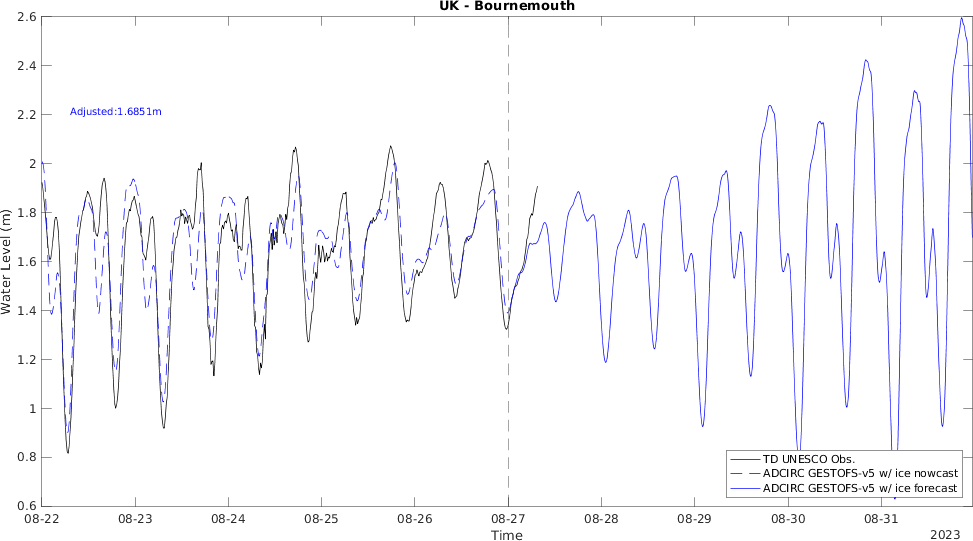 UK - Bournemouth
Water Level (m)
2.6
2.4
2.2
2
1.8
1.6
1.4
1.2
1
0.8
0.6
Adjusted:1.6851m
TD UNESCO Obs.
ADCIRC GESTOFS-v5 w/ ice nowcast
ADCIRC GESTOFS-v5 w/ ice forecast
08-22 08-23 08-24 08-25 08-26 08-27 08-28 08-29 08-30 08-31
Time
2023